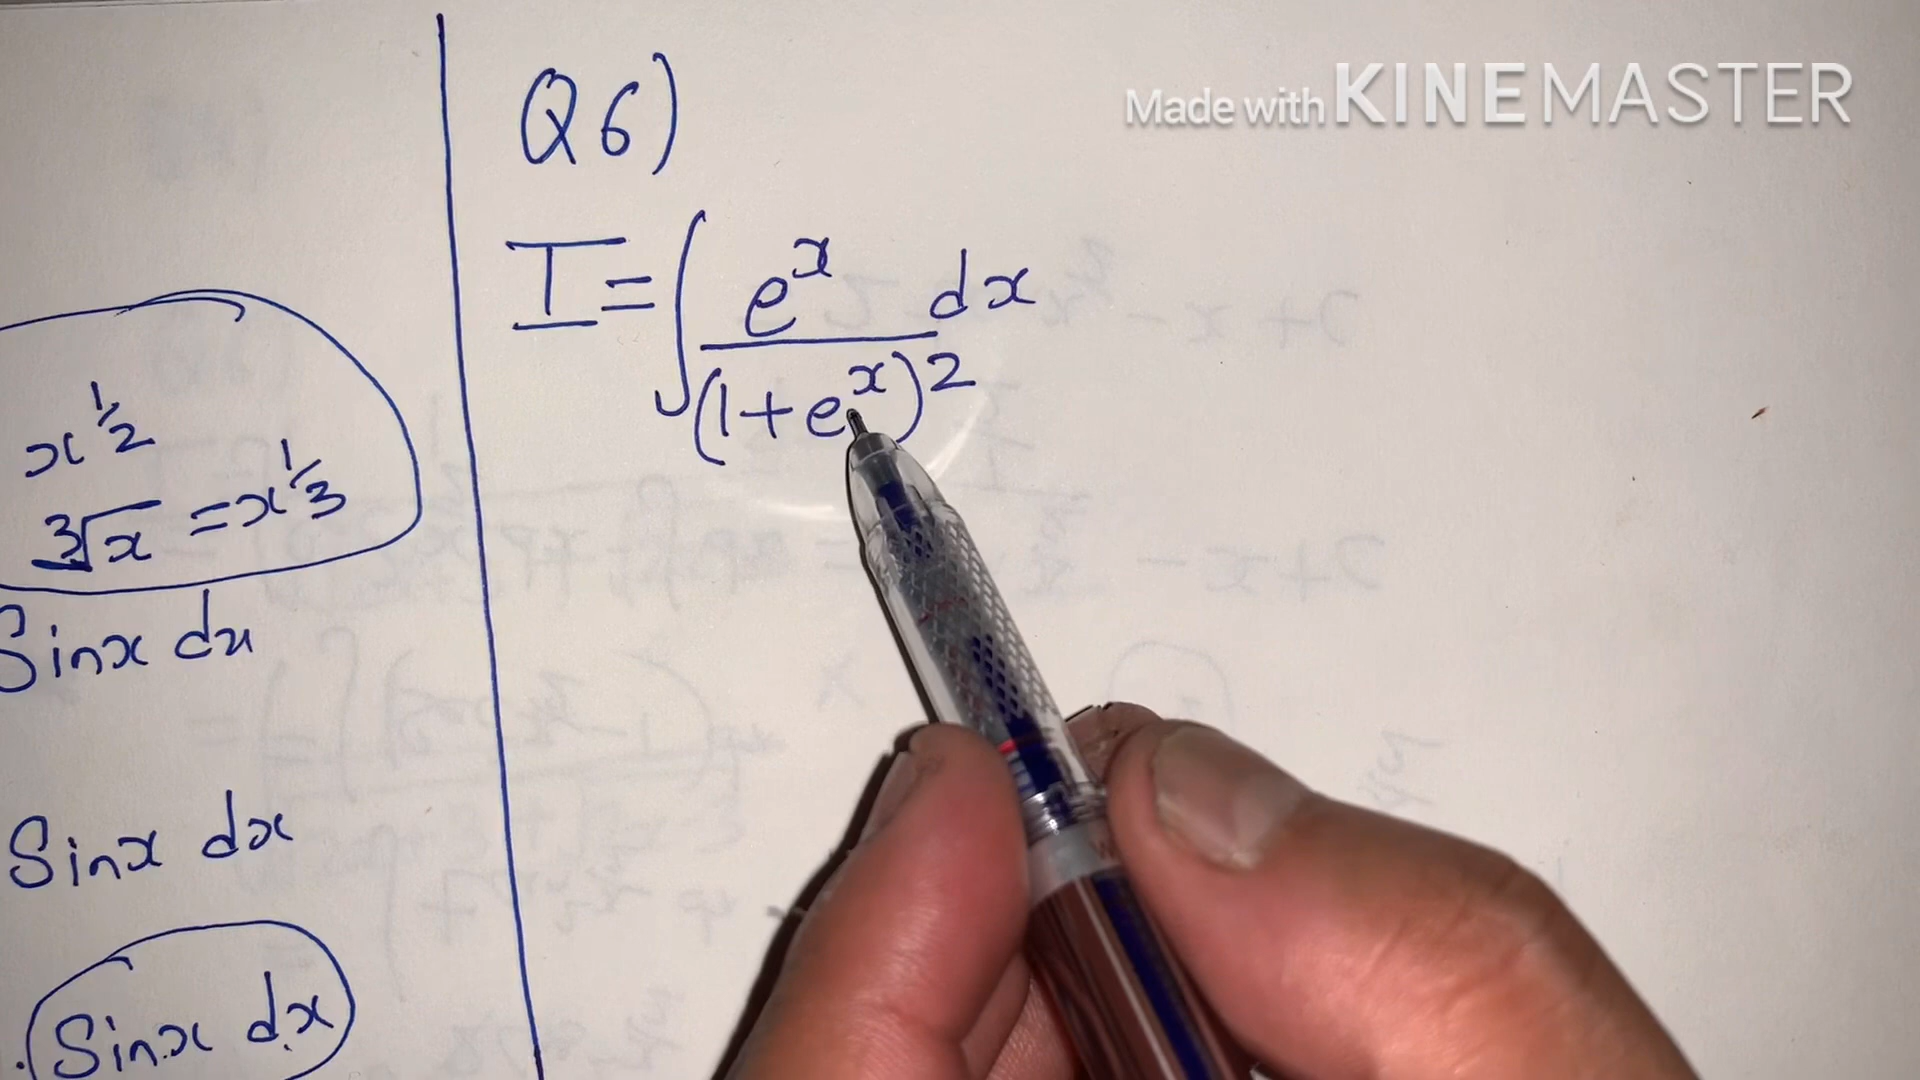 Made with KINEMASTER
x^1/2
∛x = x^1/3
Sinx dx
Sinx dx
Sinx dx
Q6)
I = ∫ e^x/(1+e^x)^2 dx